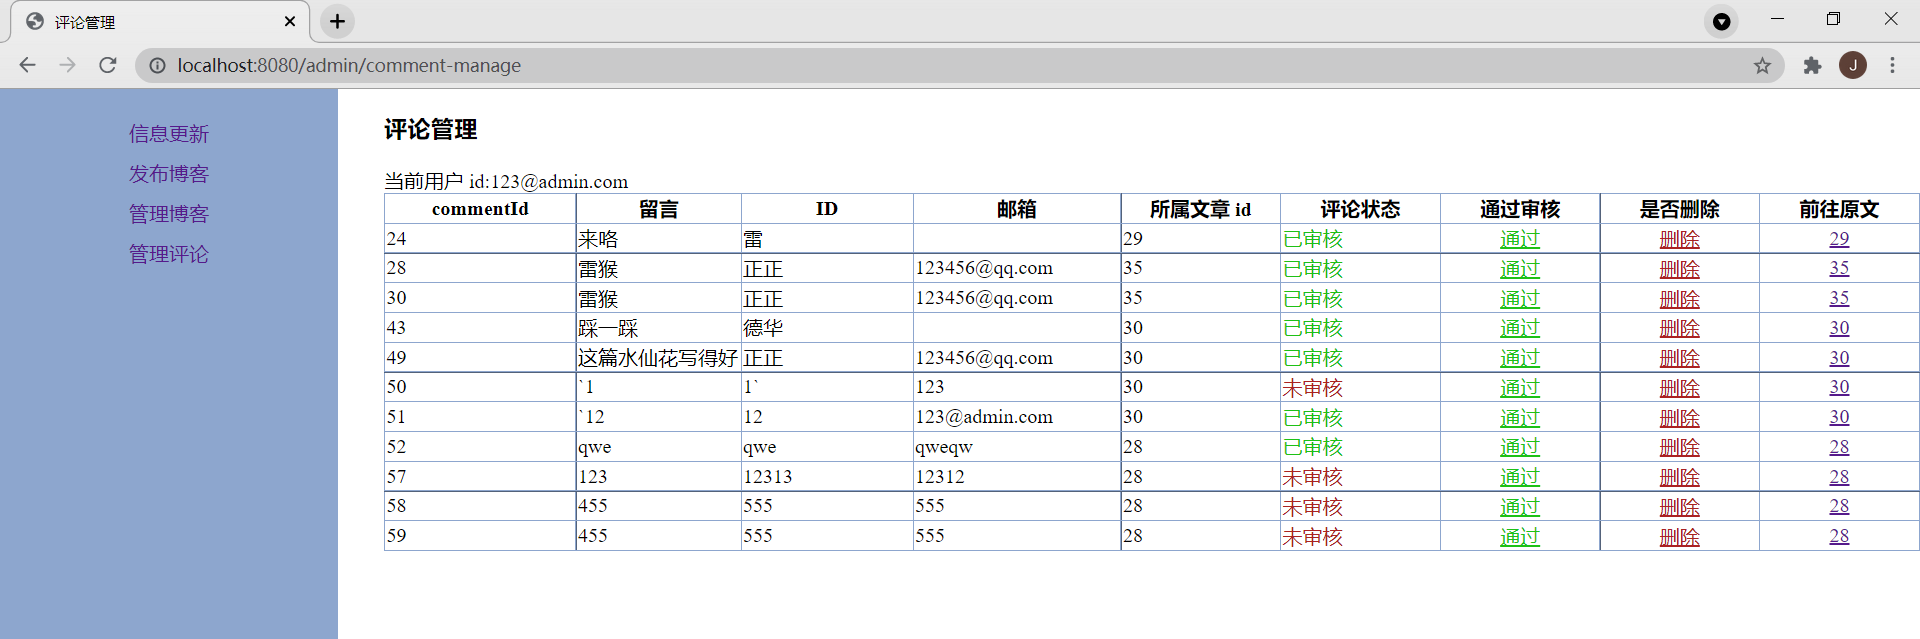 评论管理
localhost:8080/admin/comment-manage
J
信息更新
发布博客
管理博客
管理评论
评论管理
当前用户 id:123@admin.com
commentId 留言 ID 邮箱 所属文章 id 评论状态 通过审核 是否删除 前往原文
24 来咯 雷 29 已审核 通过 删除 29
28 雷猴 正正 123456@qq.com 35 已审核 通过 删除 35
30 雷猴 正正 123456@qq.com 35 已审核 通过 删除 35
43 踩一踩 德华 30 已审核 通过 删除 30
49 这篇水仙花写得好 正正 123456@qq.com 30 已审核 通过 删除 30
50 `1 1` 123 30 未审核 通过 删除 30
51 `12 12 123@admin.com 30 已审核 通过 删除 30
52 qwe qwe qweqw 28 已审核 通过 删除 28
57 123 12313 12312 28 未审核 通过 删除 28
58 455 555 555 28 未审核 通过 删除 28
59 455 555 555 28 未审核 通过 删除 28